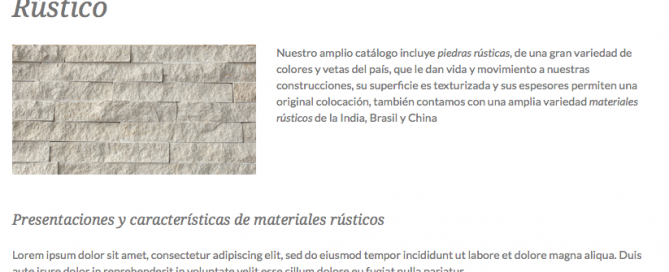 Rústico
Nuestro amplio catálogo incluye piedras rústicas, de una gran variedad de
colores y vetas del país, que le dan vida y movimiento a nuestras
construcciones, su superficie es texturizada y sus espesores permiten una
original colocación, también contamos con una amplia variedad materiales
rústicos de la India, Brasil y China
Presentaciones y características de materiales rústicos
Lorem ipsum dolor sit amet, consectetur adipiscing elit, sed do eiusmod tempor incididunt ut labore et dolore magna aliqua. Duis
aute irure dolor in reprehenderit in voluptate velit esse cillum dolore eu fugiat nulla pariatur